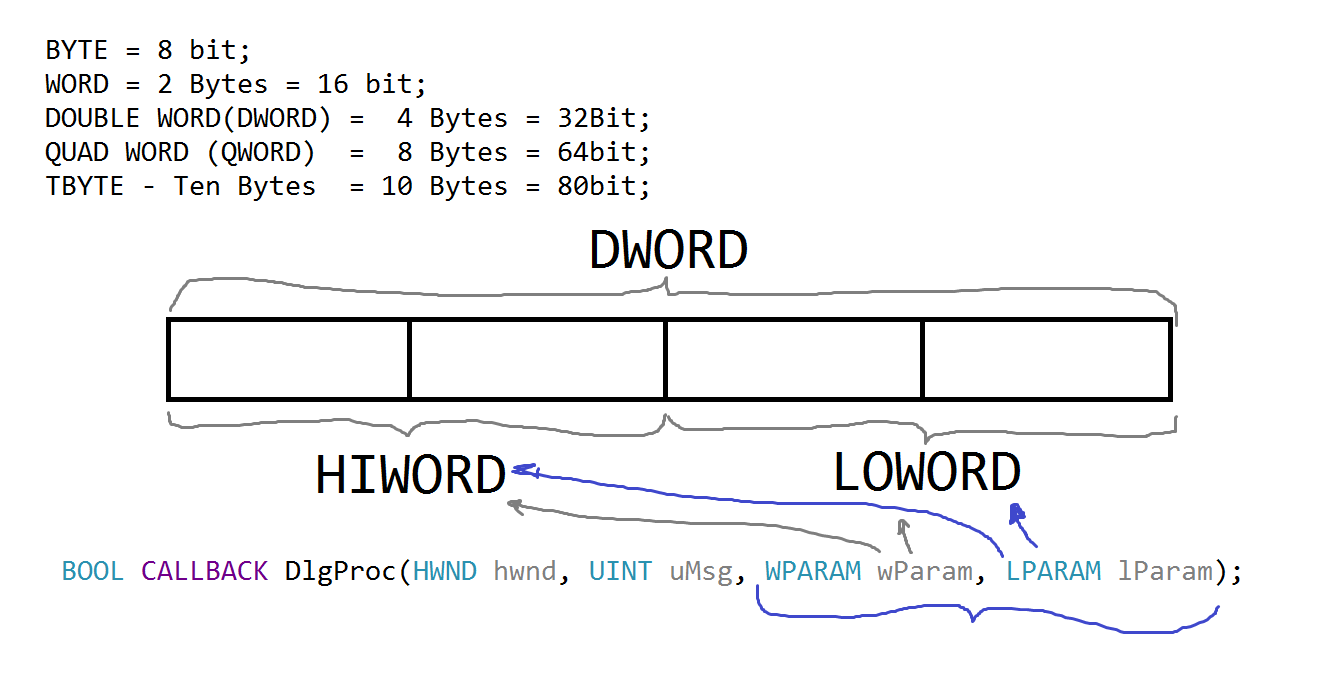 BYTE = 8 bit;
WORD = 2 Bytes = 16 bit;
DOUBLE WORD(DWORD) =  4 Bytes = 32Bit;
QUAD WORD (QWORD)  =  8 Bytes = 64bit;
TBYTE - Ten Bytes  = 10 Bytes = 80bit;
DWORD
HIWORD LOWORD
BOOL CALLBACK DlgProc(HWND hwnd, UINT uMsg, WPARAM wParam, LPARAM lParam);